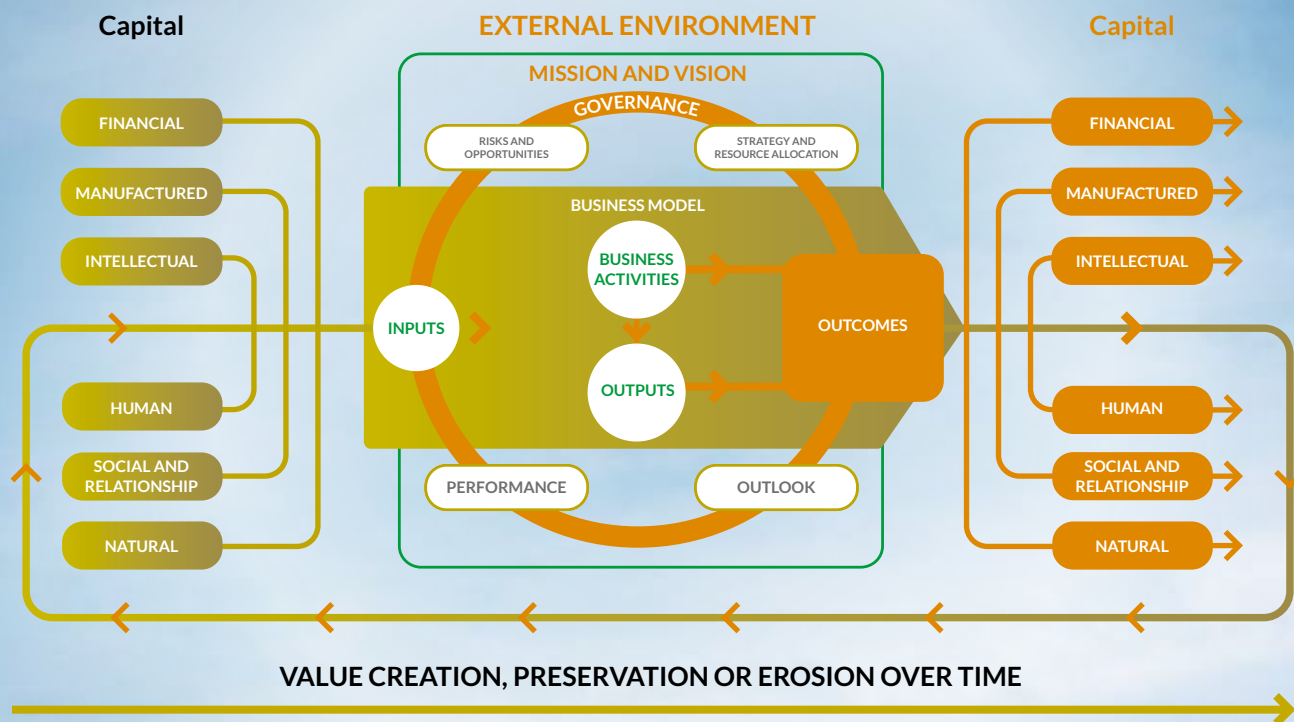 Capital
EXTERNAL ENVIRONMENT
Capital
MISSION AND VISION
GOVERNANCE
FINANCIAL
MANUFACTURED
INTELLECTUAL
HUMAN
SOCIAL AND
RELATIONSHIP
NATURAL
RISKS AND
OPPORTUNITIES
STRATEGY AND
RESOURCE ALLOCATION
BUSINESS MODEL
INPUTS
BUSINESS
ACTIVITIES
OUTPUTS
OUTCOMES
PERFORMANCE
OUTLOOK
FINANCIAL
MANUFACTURED
INTELLECTUAL
HUMAN
SOCIAL AND
RELATIONSHIP
NATURAL
VALUE CREATION, PRESERVATION OR EROSION OVER TIME